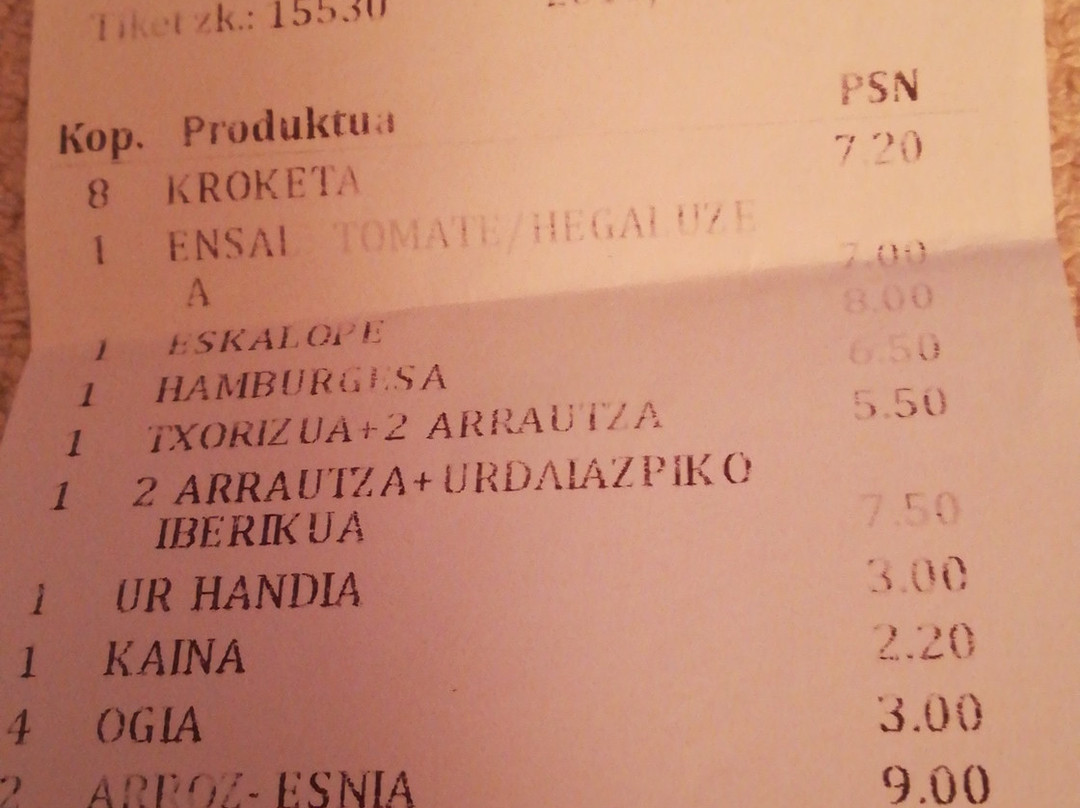 Tiket zk.: 15530
Kop. Produktua PSN
8 KROKETA 7.20
1 ENSAL TOMATE/HEGALUZE
A 7.00
1 ESKALOPE 8.00
1 HAMBURGESA 6.50
1 TXORIZUA+2 ARRAUTZA 5.50
1 2 ARRAUTZA+URDAIAZPIKO
IBERIKUA 7.50
1 UR HANDIA 3.00
1 KAINA 2.20
4 OGIA 3.00
2 ARROZ-ESNIA 9.00